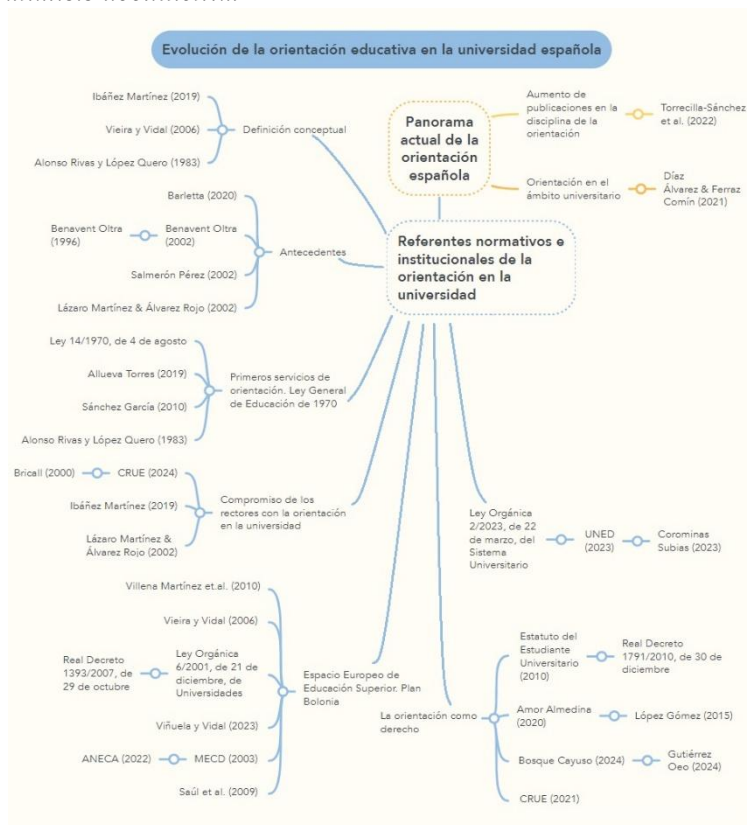 Evolución de la orientación educativa en la universidad española
Ibáñez Martínez (2019)
Vieira y Vidal (2006)
Alonso Rivas y López Quero (1983)
Definición conceptual
Panorama
actual de la
orientación
española
Aumento de
publicaciones en la
disciplina de la
orientación
Torrecilla-Sánchez
et al. (2022)
Orientación en el
ámbito universitario
Díaz
Álvarez & Ferraz
Comín (2021)
Referentes normativos e
institucionales de la
orientación en la
universidad
Barletta (2020)
Benavent Oltra
(1996)
Benavent Oltra
(2002)
Antecedentes
Salmerón Pérez (2002)
Lázaro Martínez & Álvarez Rojo (2002)
Ley 14/1970, de 4 de agosto
Allueva Torres (2019)
Sánchez García (2010)
Alonso Rivas y López Quero (1983)
Primeros servicios de
orientación. Ley General
de Educación de 1970
Bricall (2000)
CRUE (2024)
Ibáñez Martínez (2019)
Lázaro Martínez &
Álvarez Rojo (2002)
Compromiso de los
rectores con la orientación
en la universidad
Ley Orgánica
2/2023, de 22
de marzo, del
Sistema
Universitario
UNED
(2023)
Corominas
Subias (2023)
Villena Martínez et.al. (2010)
Vieira y Vidal (2006)
Real Decreto
1393/2007, de
29 de octubre
Ley Orgánica
6/2001, de 21 de
diciembre, de
Universidades
Viñuela y Vidal (2023)
ANECA (2022)
MECD (2003)
Saúl et al. (2009)
Espacio Europeo de
Educación Superior. Plan
Bolonia
La orientación como
derecho
Estatuto del
Estudiante
Universitario
(2010)
Real Decreto
1791/2010, de 30 de
diciembre
Amor Almedina
(2020)
López Gómez (2015)
Bosque Cayuso (2024)
Gutiérrez
Oeo (2024)
CRUE (2021)